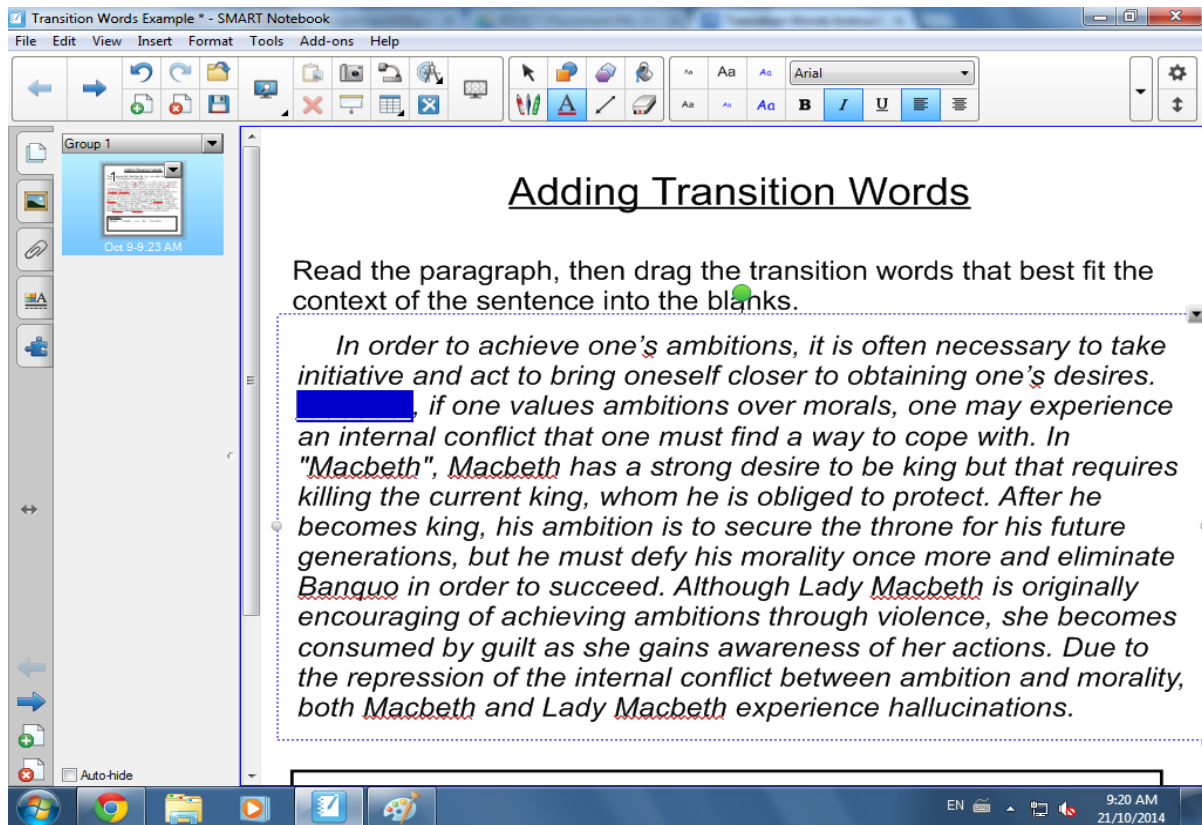 Transition Words Example * - SMART Notebook
File Edit View Insert Format Tools Add-ons Help
Aa Aa Aa Arial
A Aa Aa Aa B I U
Group 1
1
Oct 9-9:23 AM
Adding Transition Words
Read the paragraph, then drag the transition words that best fit the
context of the sentence into the blanks.
In order to achieve one's ambitions, it is often necessary to take
initiative and act to bring oneself closer to obtaining one's desires.
, if one values ambitions over morals, one may experience
an internal conflict that one must find a way to cope with. In
"Macbeth", Macbeth has a strong desire to be king but that requires
killing the current king, whom he is obliged to protect. After he
becomes king, his ambition is to secure the throne for his future
generations, but he must defy his morality once more and eliminate
Banquo in order to succeed. Although Lady Macbeth is originally
encouraging of achieving ambitions through violence, she becomes
consumed by guilt as she gains awareness of her actions. Due to
the repression of the internal conflict between ambition and morality,
both Macbeth and Lady Macbeth experience hallucinations.
Auto-hide
EN 9:20 AM
21/10/2014